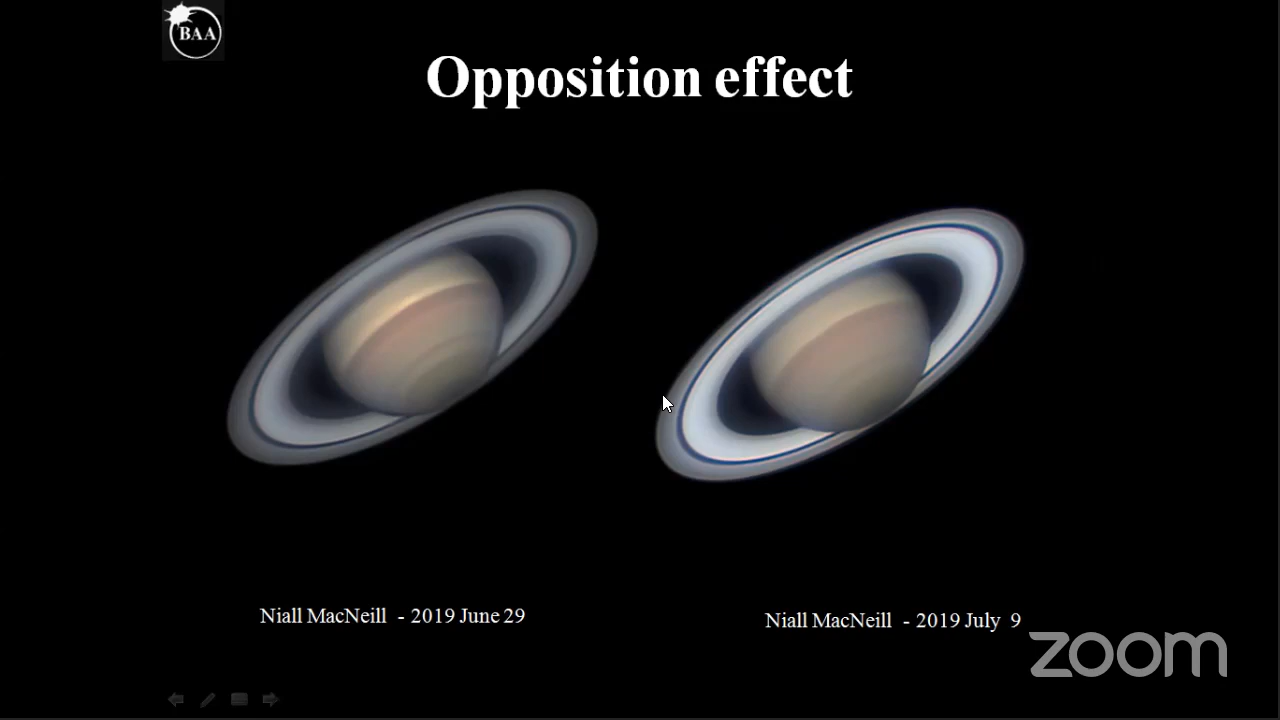 BAA
Opposition effect
Niall MacNeill - 2019 June 29
Niall MacNeill - 2019 July 9
zoom